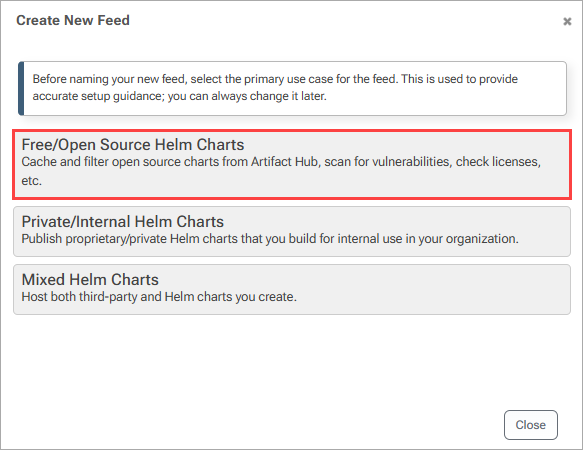 Create New Feed
×
Before naming your new feed, select the primary use case for the feed. This is used to provide
accurate setup guidance; you can always change it later.
Free/Open Source Helm Charts
Cache and filter open source charts from Artifact Hub, scan for vulnerabilities, check licenses,
etc.
Private/Internal Helm Charts
Publish proprietary/private Helm charts that you build for internal use in your organization.
Mixed Helm Charts
Host both third-party and Helm charts you create.
Close